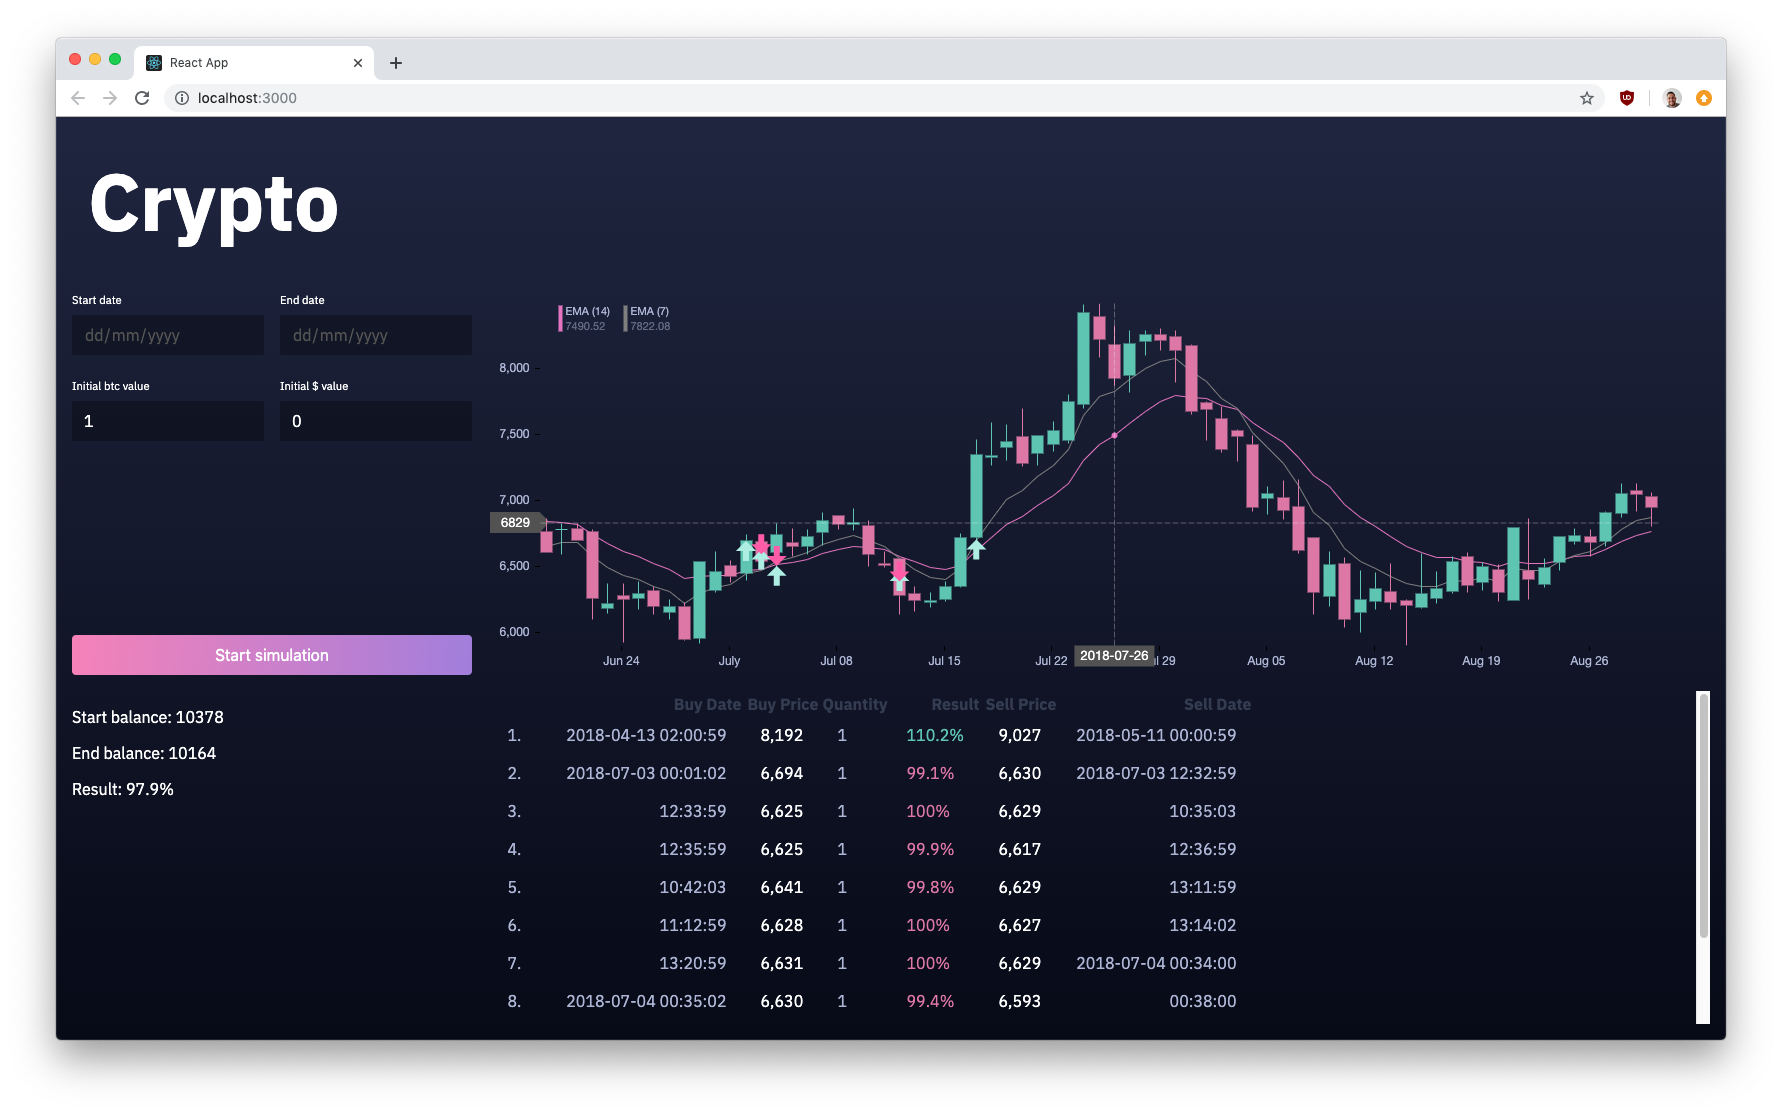 React App
localhost:3000
Crypto
Start date
End date
dd/mm/yyyy
dd/mm/yyyy
Initial btc value
Initial $ value
1
0
Start simulation
Start balance: 10378
End balance: 10164
Result: 97.9%
EMA (14)
7490.52
EMA (7)
7822.08
8,000
7,500
7,000
6829
6,500
6,000
Jun 24
July
Jul 08
Jul 15
Jul 22
2018-07-26
Jul 29
Aug 05
Aug 12
Aug 19
Aug 26
Buy Date Buy Price Quantity Result Sell Price Sell Date
1. 2018-04-13 02:00:59 8,192 1 110.2% 9,027 2018-05-11 00:00:59
2. 2018-07-03 00:01:02 6,694 1 99.1% 6,630 2018-07-03 12:32:59
3. 12:33:59 6,625 1 100% 6,629 10:35:03
4. 12:35:59 6,625 1 99.9% 6,617 12:36:59
5. 10:42:03 6,641 1 99.8% 6,629 13:11:59
6. 11:12:59 6,628 1 100% 6,627 13:14:02
7. 13:20:59 6,631 1 100% 6,629 2018-07-04 00:34:00
8. 2018-07-04 00:35:02 6,630 1 99.4% 6,593 00:38:00